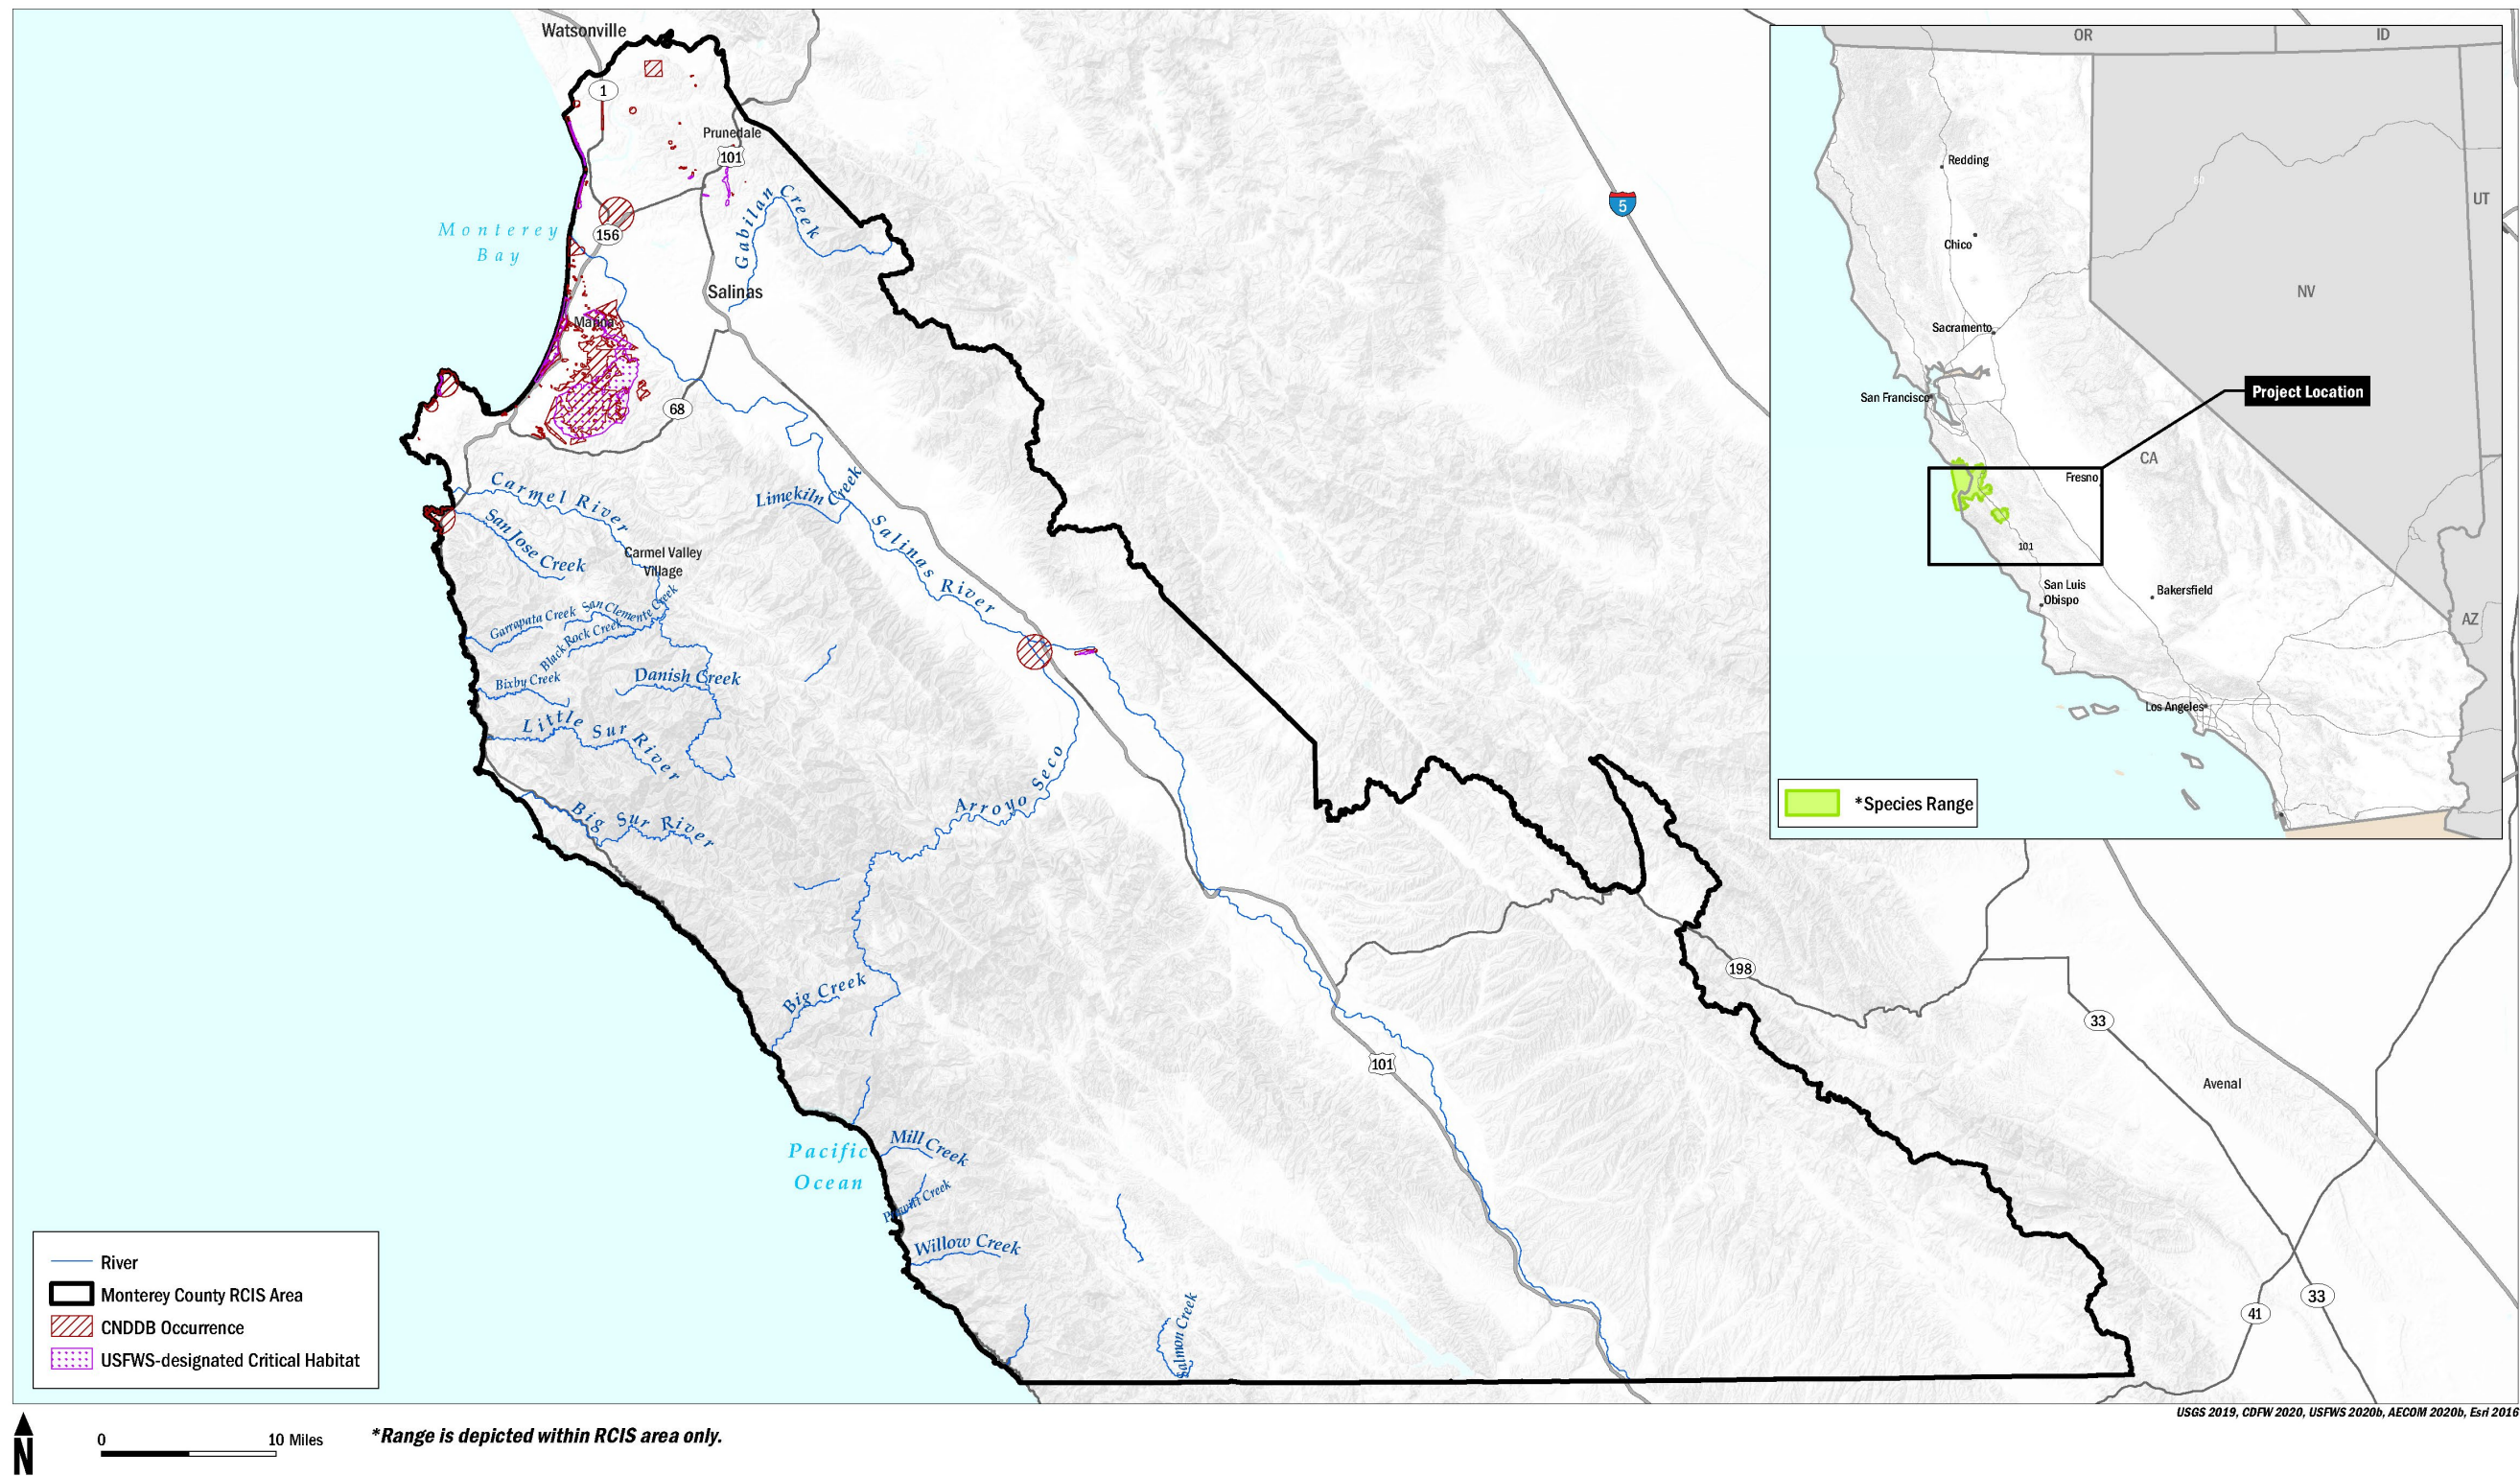 Watsonville
1
Prunedale
101
Monterey
Bay
156
Gabilan Creek
Salinas
Marina
68
5
Carmel River
San Jose Creek
Limekiln Creek
Salinas River
Carmel Valley
Village
Garrapata Creek
San Clemente Creek
Black Rock Creek
Bixby Creek
Danish Creek
Little Sur River
Arroyo Seco
Big Sur River
Big Creek
198
33
101
Avenal
Pacific
Ocean
Mill Creek
Prewitt Creek
Willow Creek
Salmon Creek
41
33
OR
ID
UT
Redding
Chico
NV
80
Sacramento
San Francisco
Project Location
CA
Fresno
101
San Luis
Obispo
Bakersfield
AZ
Los Angeles
*Species Range
River
Monterey County RCIS Area
CNDDB Occurrence
USFWS-designated Critical Habitat
USGS 2019, CDFW 2020, USFWS 2020b, AECOM 2020b, Esri 2016
N
0 10 Miles
*Range is depicted within RCIS area only.